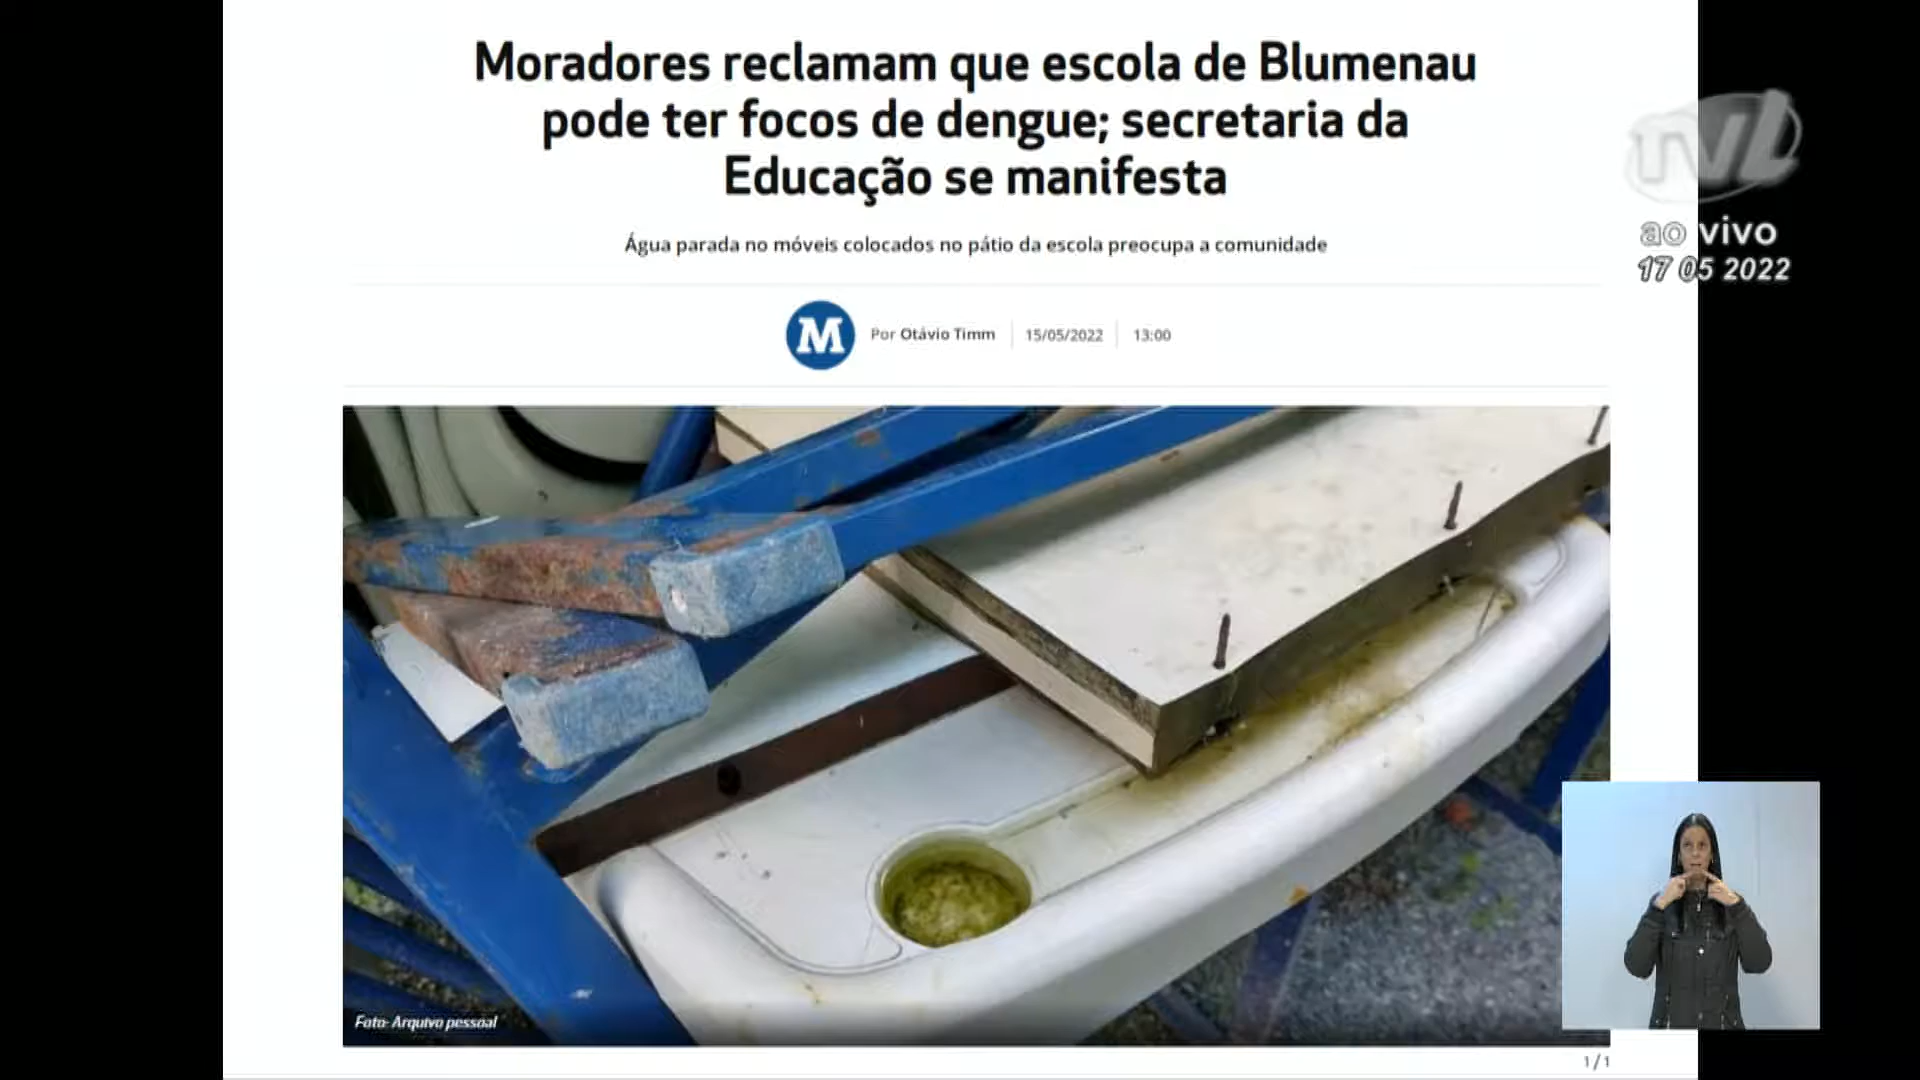 Moradores reclamam que escola de Blumenau
pode ter focos de dengue; secretaria da
Educação se manifesta
Água parada no móveis colocados no pátio da escola preocupa a comunidade
M
Por Otávio Timm
15/05/2022
13:00
TVL
ao vivo
17 05 2022
Foto: Arquivo pessoal
1/1